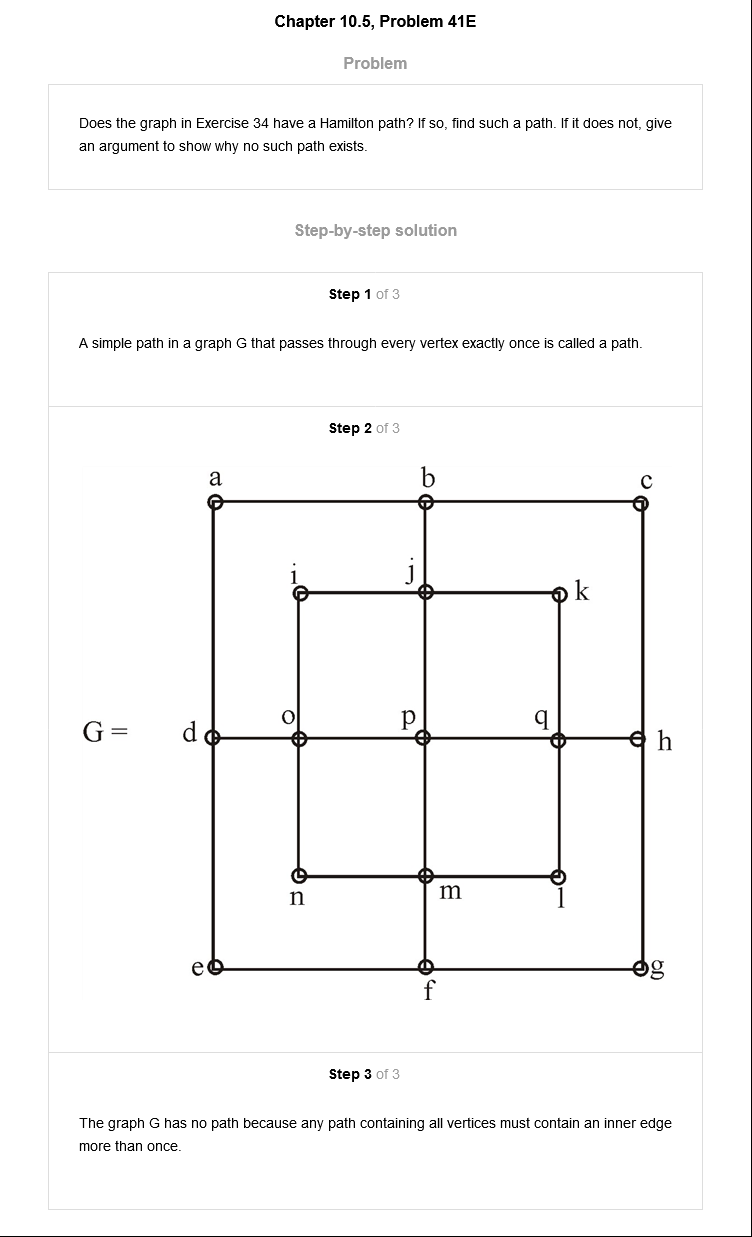 Chapter 10.5, Problem 41E
Problem
Does the graph in Exercise 34 have a Hamilton path? If so, find such a path. If it does not, give
an argument to show why no such path exists.
Step-by-step solution
Step 1 of 3
A simple path in a graph G that passes through every vertex exactly once is called a path.
Step 2 of 3
a b c
i j k
G = d o p q h
n m l
e f g
Step 3 of 3
The graph G has no path because any path containing all vertices must contain an inner edge
more than once.